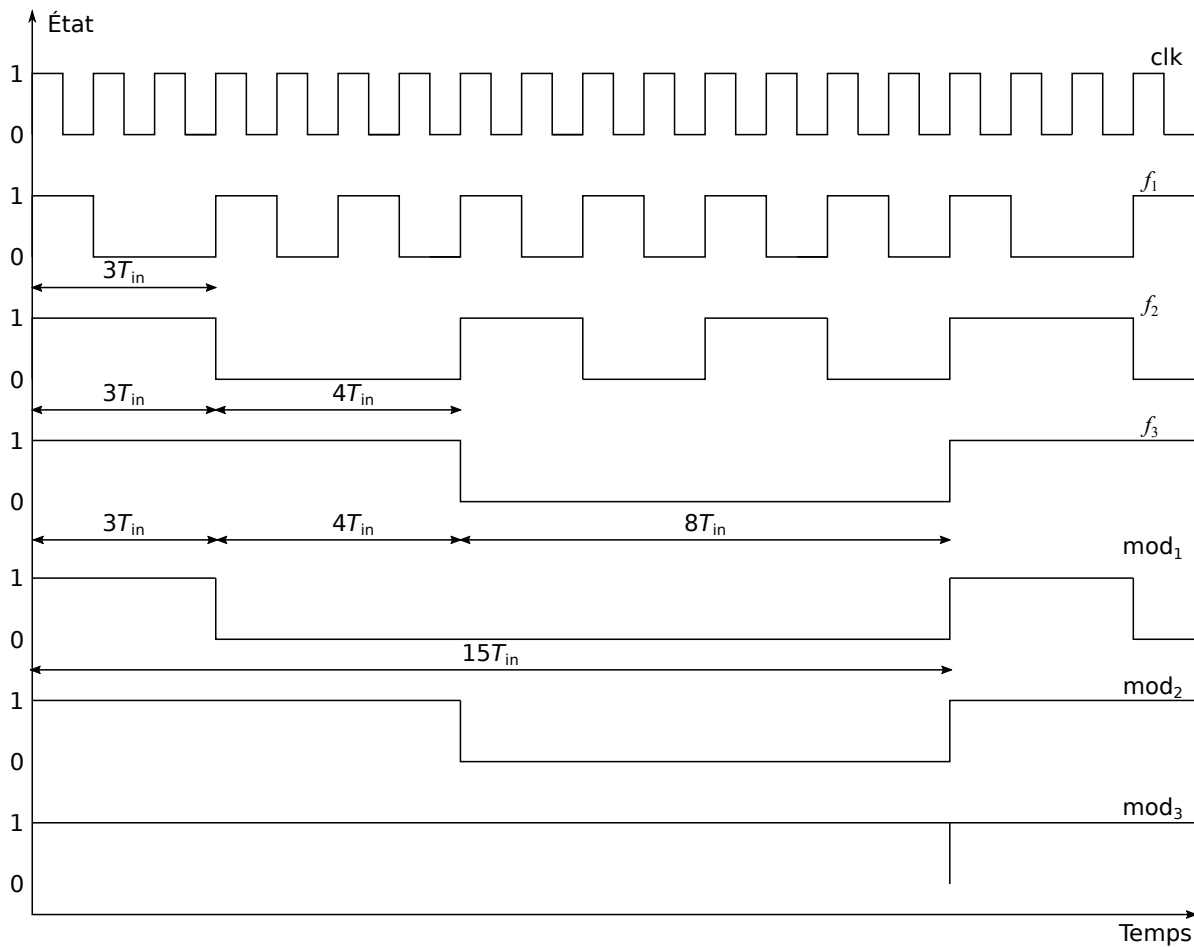 État
clk
1
0
f₁
1
0
3Tᵢₙ
f₂
1
0
3Tᵢₙ 4Tᵢₙ
f₃
1
0
3Tᵢₙ 4Tᵢₙ 8Tᵢₙ
mod₁
1
0
15Tᵢₙ
mod₂
1
0
mod₃
1
0
Temps